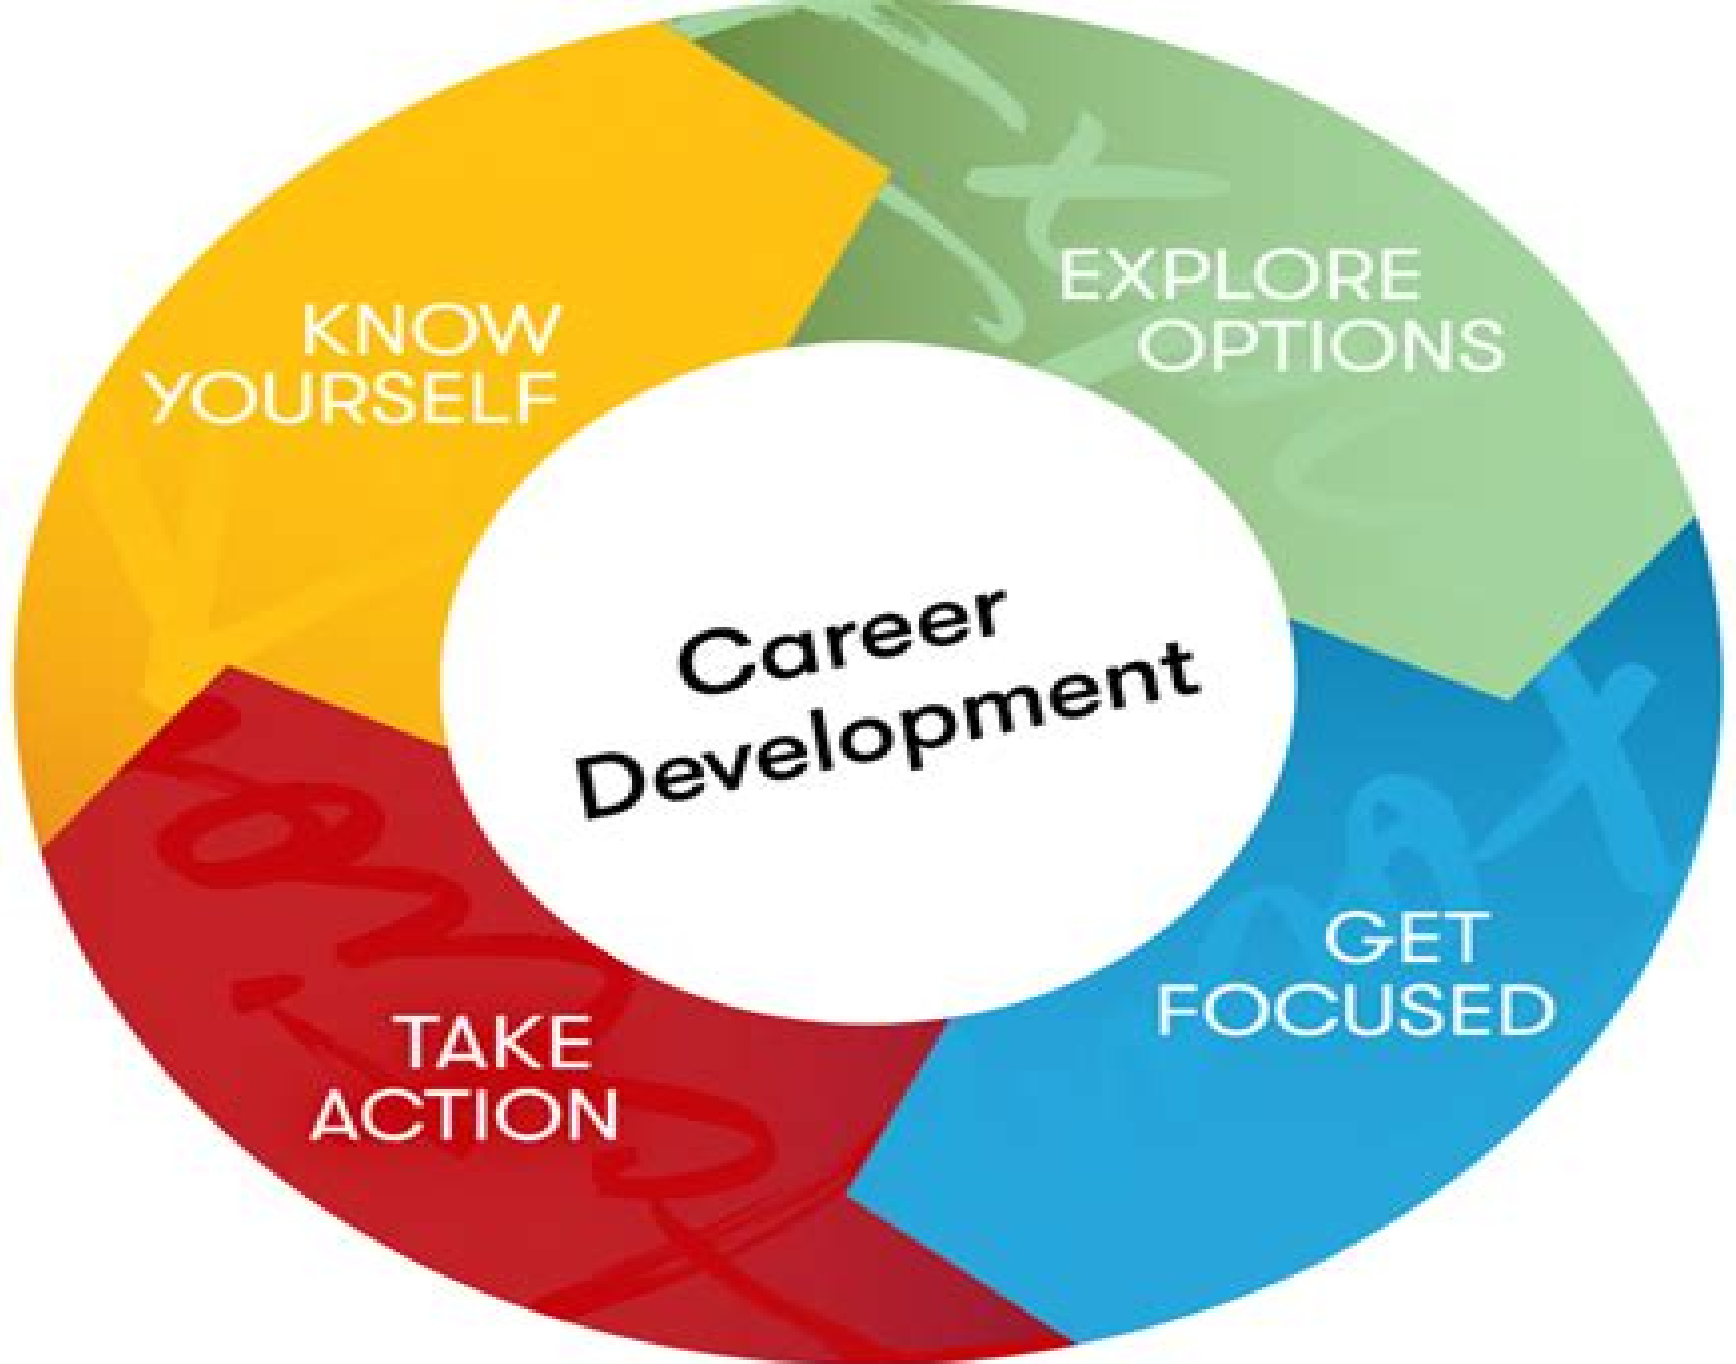 KNOW
YOURSELF
EXPLORE
OPTIONS
Career
Development
GET
FOCUSED
TAKE
ACTION